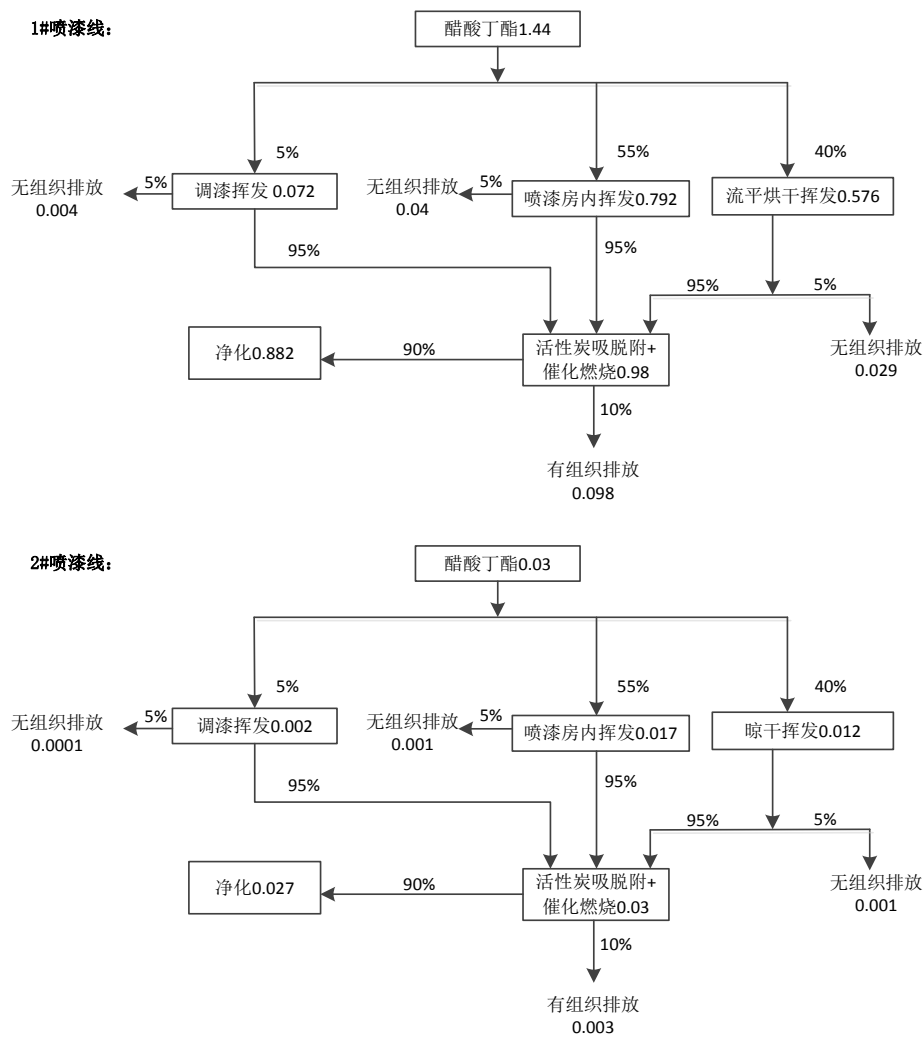 1#喷漆线：
醋酸丁酯1.44
5%
55%
40%
无组织排放
0.004
5%
调漆挥发 0.072
无组织排放
0.04
5%
喷漆房内挥发0.792
流平烘干挥发0.576
95%
95%
95%
5%
净化0.882
90%
活性炭吸脱附+
催化燃烧0.98
无组织排放
0.029
10%
有组织排放
0.098
2#喷漆线：
醋酸丁酯0.03
5%
55%
40%
无组织排放
0.0001
5%
调漆挥发0.002
无组织排放
0.001
5%
喷漆房内挥发0.017
晾干挥发0.012
95%
95%
95%
5%
净化0.027
90%
活性炭吸脱附+
催化燃烧0.03
无组织排放
0.001
10%
有组织排放
0.003